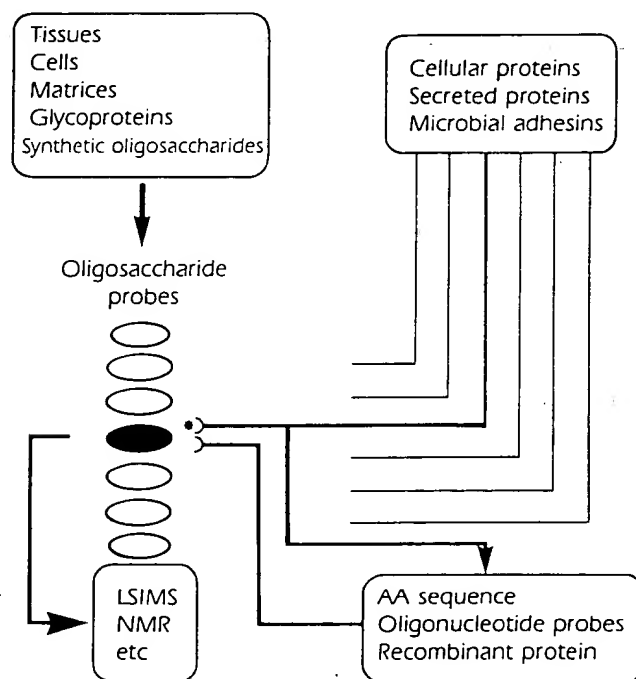 Tissues
Cells
Matrices
Glycoproteins
Synthetic oligosaccharides
Cellular proteins
Secreted proteins
Microbial adhesins
Oligosaccharide
probes
LSIMS
NMR
etc
AA sequence
Oligonucleotide probes
Recombinant protein